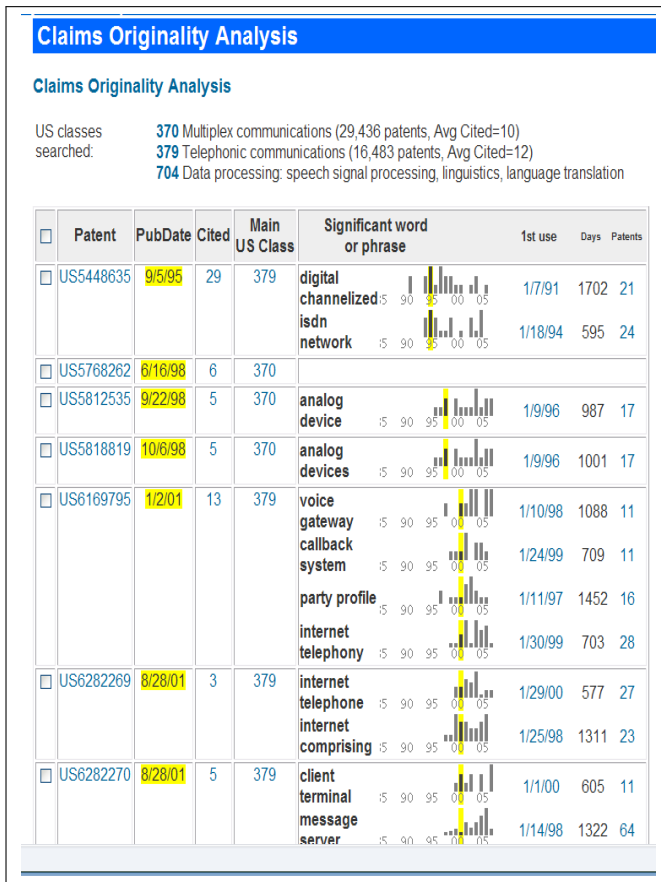 Claims Originality Analysis
Claims Originality Analysis
US classes searched:
370 Multiplex communications (29,436 patents, Avg Cited=10)
379 Telephonic communications (16,483 patents, Avg Cited=12)
704 Data processing: speech signal processing, linguistics, language translation
Patent PubDate Cited Main US Class Significant word or phrase 1st use Days Patents
US5448635 9/5/95 29 379 digital channelized 90 95 00 05 1/7/91 1702 21
isdn network 90 95 00 05 1/18/94 595 24
US5768262 6/16/98 6 370
US5812535 9/22/98 5 370 analog device 90 95 00 05 1/9/96 987 17
US5818819 10/6/98 5 370 analog devices 90 95 00 05 1/9/96 1001 17
US6169795 1/2/01 13 379 voice gateway 90 95 00 05 1/10/98 1088 11
callback system 90 95 00 05 1/24/99 709 11
party profile 90 95 00 05 1/11/97 1452 16
internet telephony 90 95 00 05 1/30/99 703 28
US6282269 8/28/01 3 379 internet telephone 90 95 00 05 1/29/00 577 27
internet comprising 90 95 00 05 1/25/98 1311 23
US6282270 8/28/01 5 379 client terminal 90 95 00 05 1/1/00 605 11
message server 90 95 00 05 1/14/98 1322 64